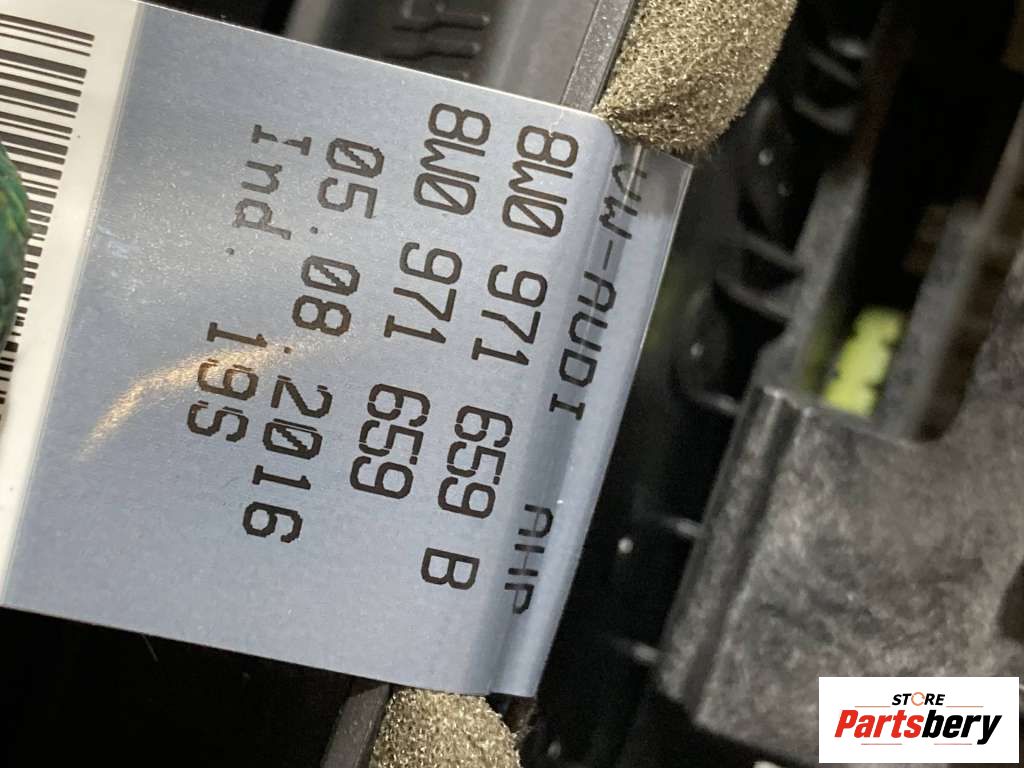 VW-AUDI AHP
8W0 971 659 B
8W0 971 659
05.08.2016
Ind. 19S
STORE
Partsbery